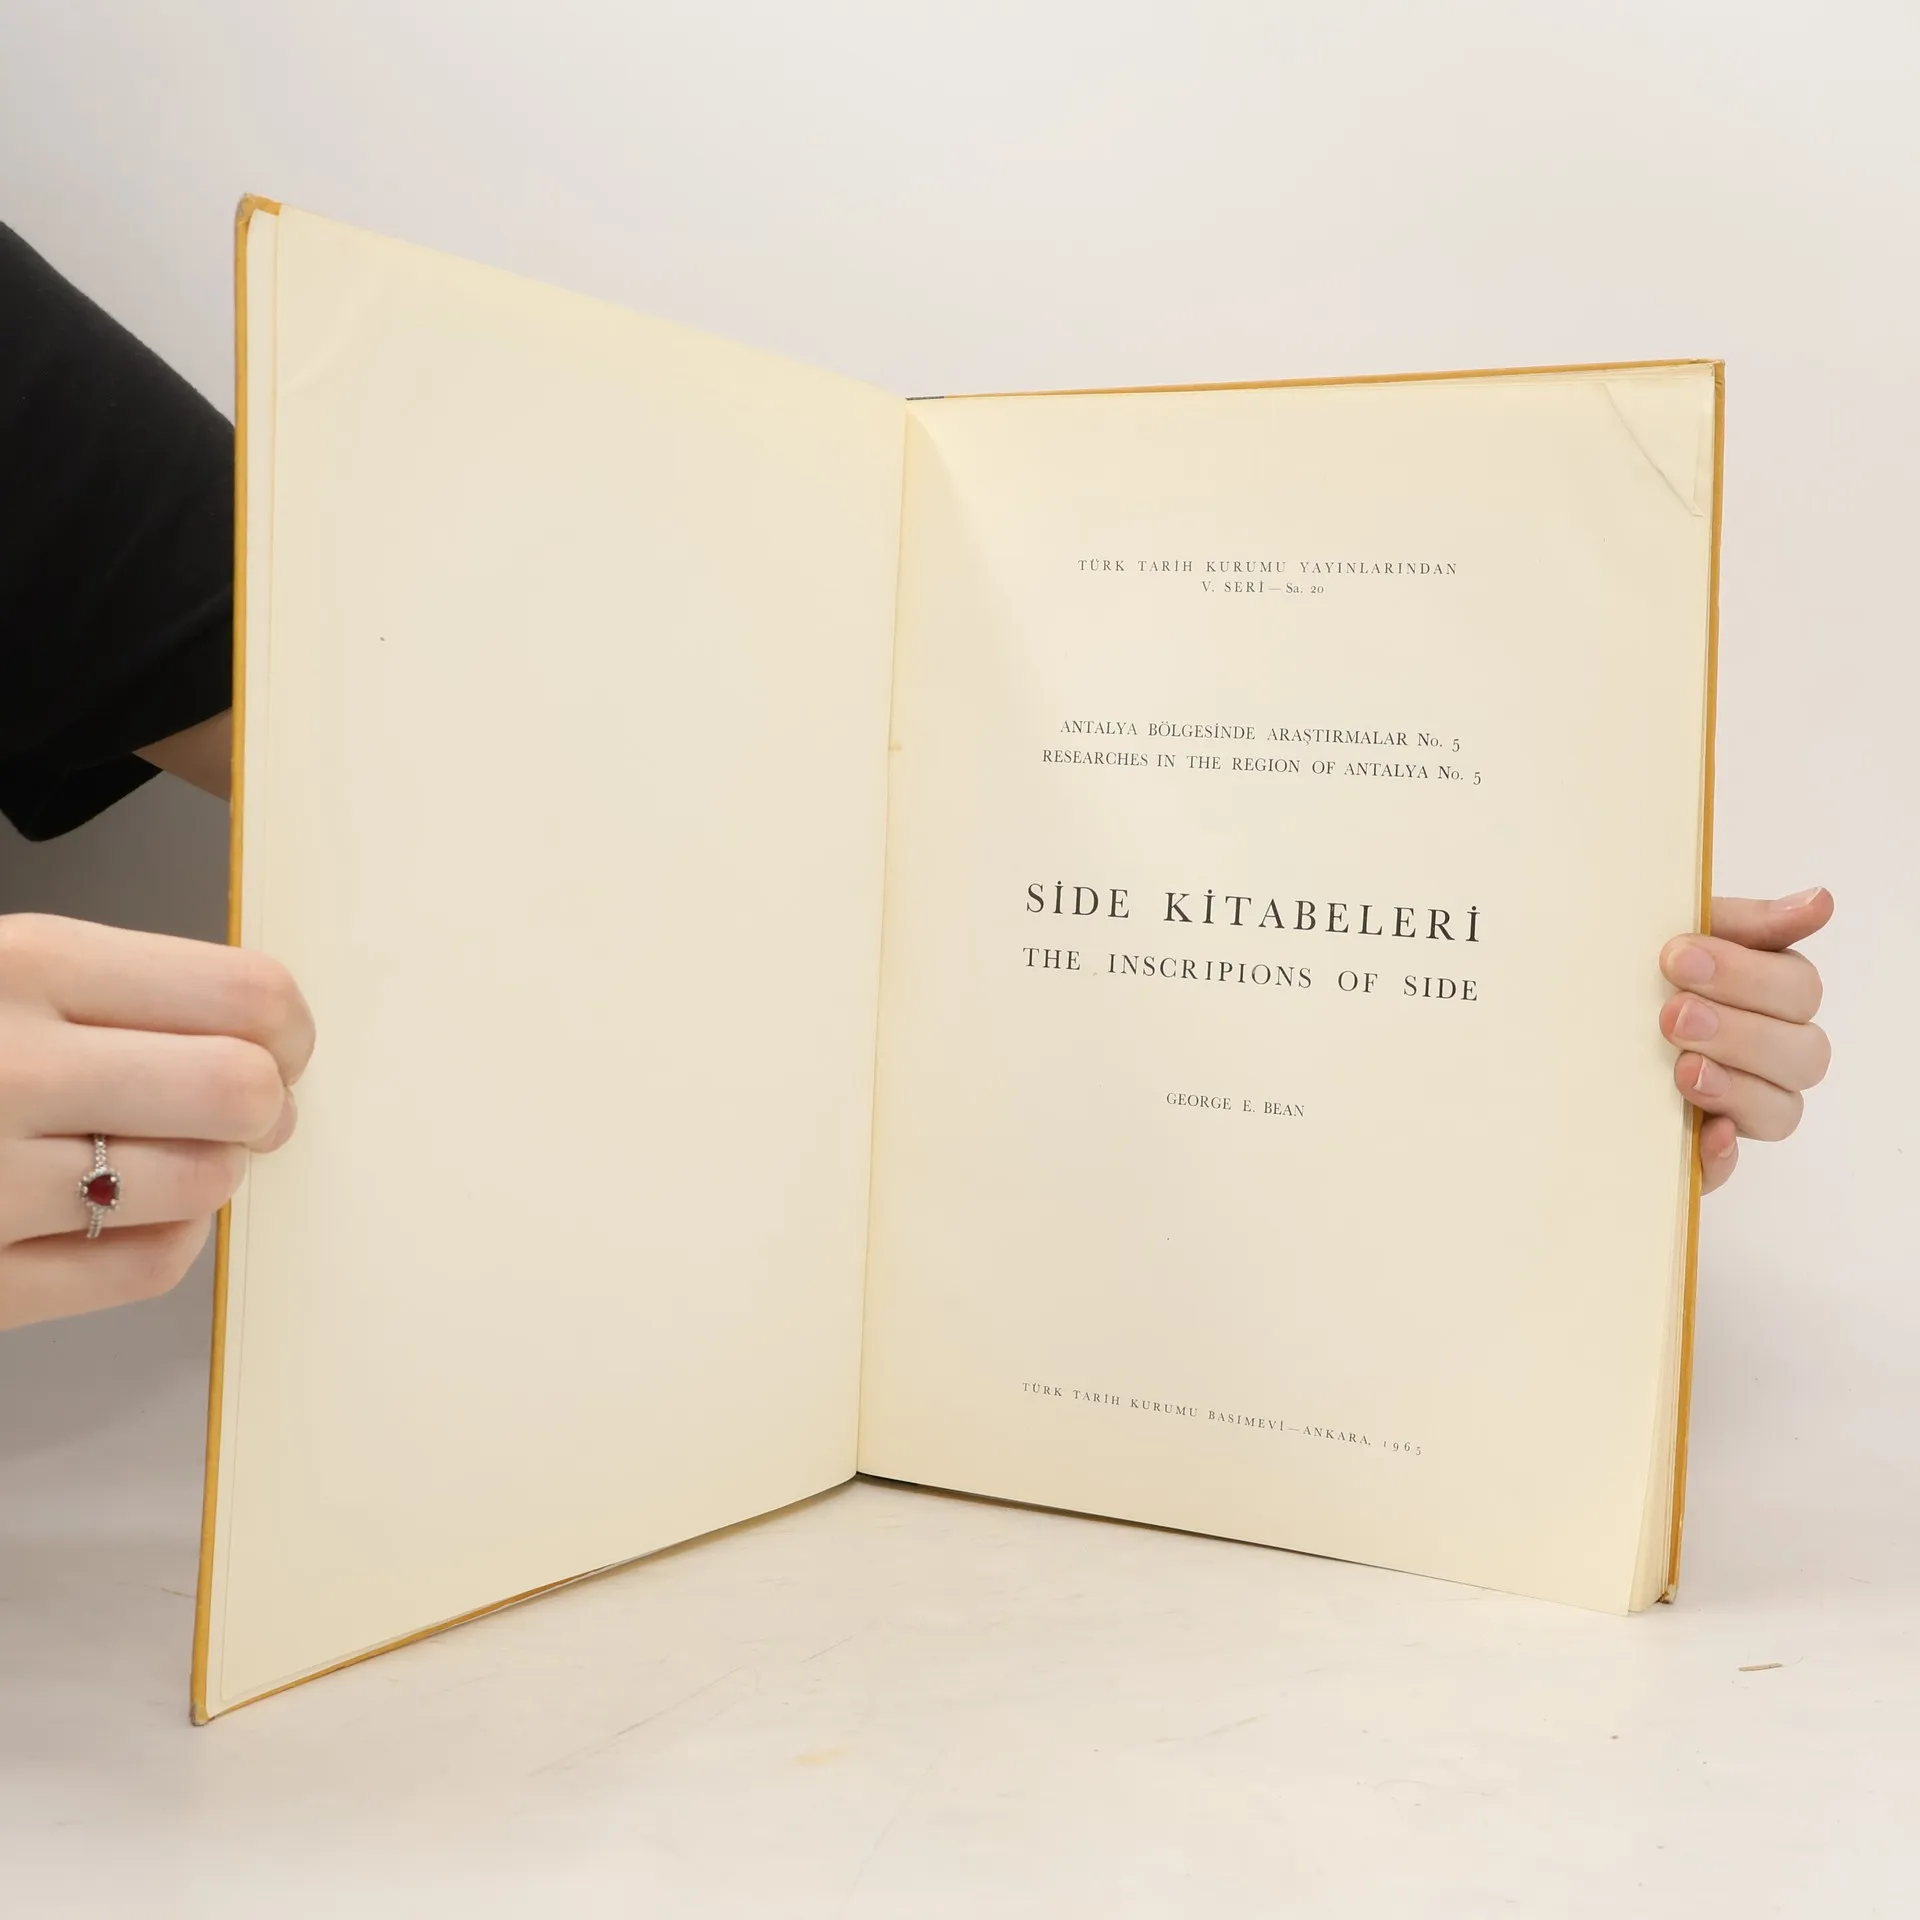 TÜRK TARİH KURUMU YAYINLARINDAN
V. SERİ — Sa. 20
ANTALYA BÖLGESİNDE ARAŞTIRMALAR No. 5
RESEARCHES IN THE REGION OF ANTALYA No. 5
SİDE KİTABELERİ
THE INSCRIPIONS OF SIDE
GEORGE E. BEAN
TÜRK TARİH KURUMU BASIMEVİ — ANKARA, 1965